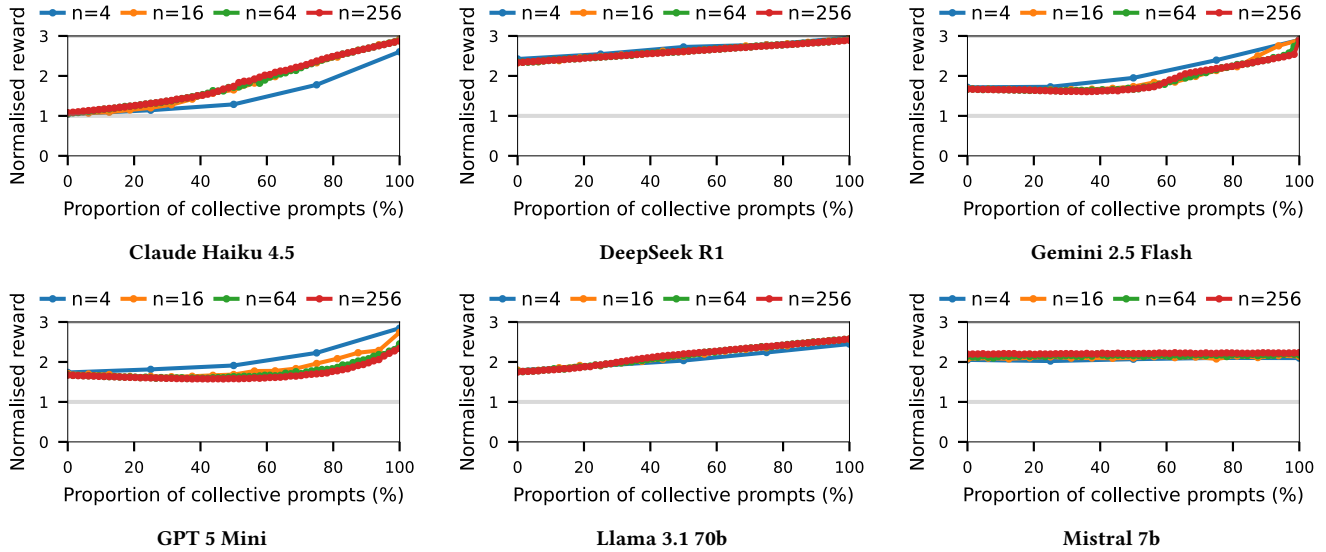 n=4 n=16 n=64 n=256
Normalised reward
3
2
1
0
0 20 40 60 80 100
Proportion of collective prompts (%)
Claude Haiku 4.5
n=4 n=16 n=64 n=256
Normalised reward
3
2
1
0
0 20 40 60 80 100
Proportion of collective prompts (%)
DeepSeek R1
n=4 n=16 n=64 n=256
Normalised reward
3
2
1
0
0 20 40 60 80 100
Proportion of collective prompts (%)
Gemini 2.5 Flash
n=4 n=16 n=64 n=256
Normalised reward
3
2
1
0
0 20 40 60 80 100
Proportion of collective prompts (%)
GPT 5 Mini
n=4 n=16 n=64 n=256
Normalised reward
3
2
1
0
0 20 40 60 80 100
Proportion of collective prompts (%)
Llama 3.1 70b
n=4 n=16 n=64 n=256
Normalised reward
3
2
1
0
0 20 40 60 80 100
Proportion of collective prompts (%)
Mistral 7b